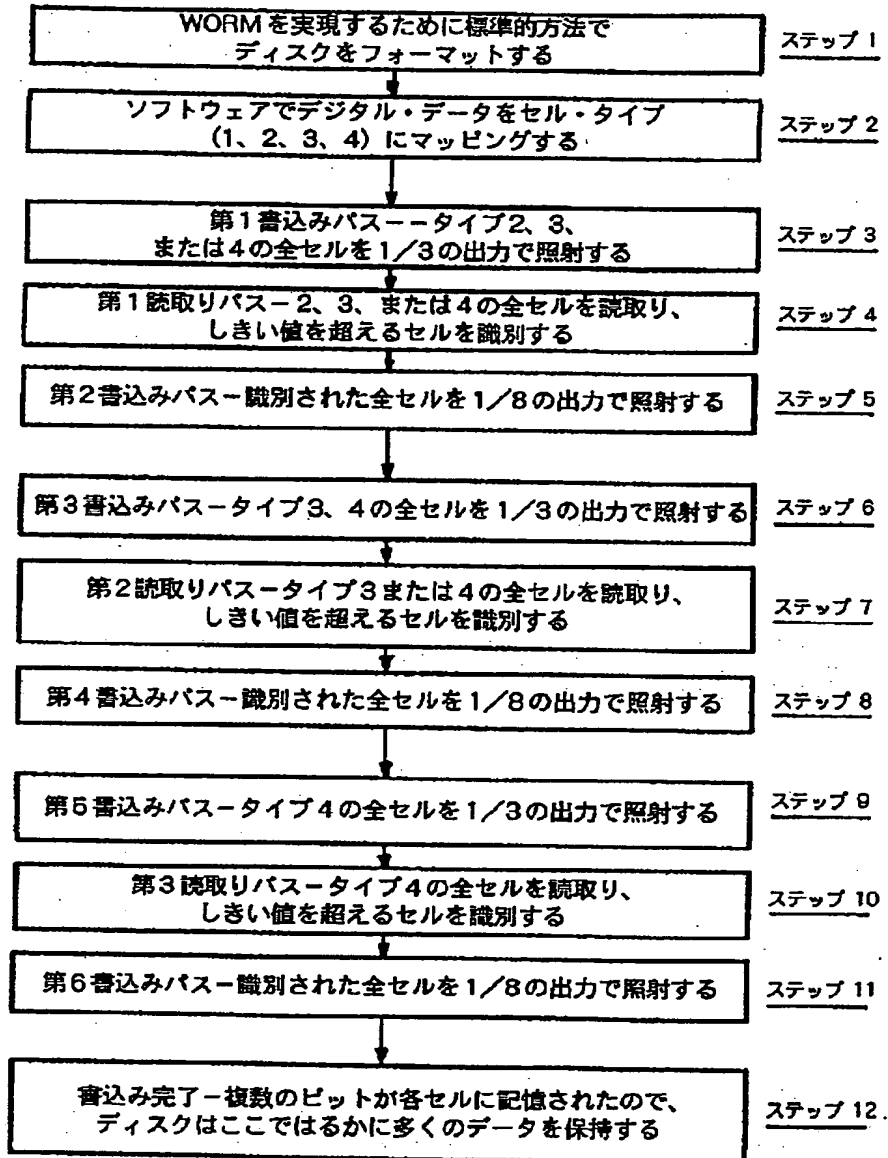 WORMを実現するために標準的方法で
ディスクをフォーマットする
ステップ 1
ソフトウェアでデジタル・データをセル・タイプ
(1、2、3、4)にマッピングする
ステップ 2
第1書込みパスー－タイプ2、3、
または4の全セルを1／3の出力で照射する
ステップ 3
第1読取りパス－2、3、または4の全セルを読取り、
しきい値を超えるセルを識別する
ステップ 4
第2書込みパス－識別された全セルを1／8の出力で照射する
ステップ 5
第3書込みパス－タイプ3、4の全セルを1／3の出力で照射する
ステップ 6
第2読取りパス－タイプ3または4の全セルを読取り、
しきい値を超えるセルを識別する
ステップ 7
第4書込みパス－識別された全セルを1／8の出力で照射する
ステップ 8
第5書込みパス－タイプ4の全セルを1／3の出力で照射する
ステップ 9
第3読取りパス－タイプ4の全セルを読取り、
しきい値を超えるセルを識別する
ステップ 10
第6書込みパス－識別された全セルを1／8の出力で照射する
ステップ 11
書込み完了－複数のビットが各セルに記憶されたので、
ディスクはここではるかに多くのデータを保持する
ステップ 12.